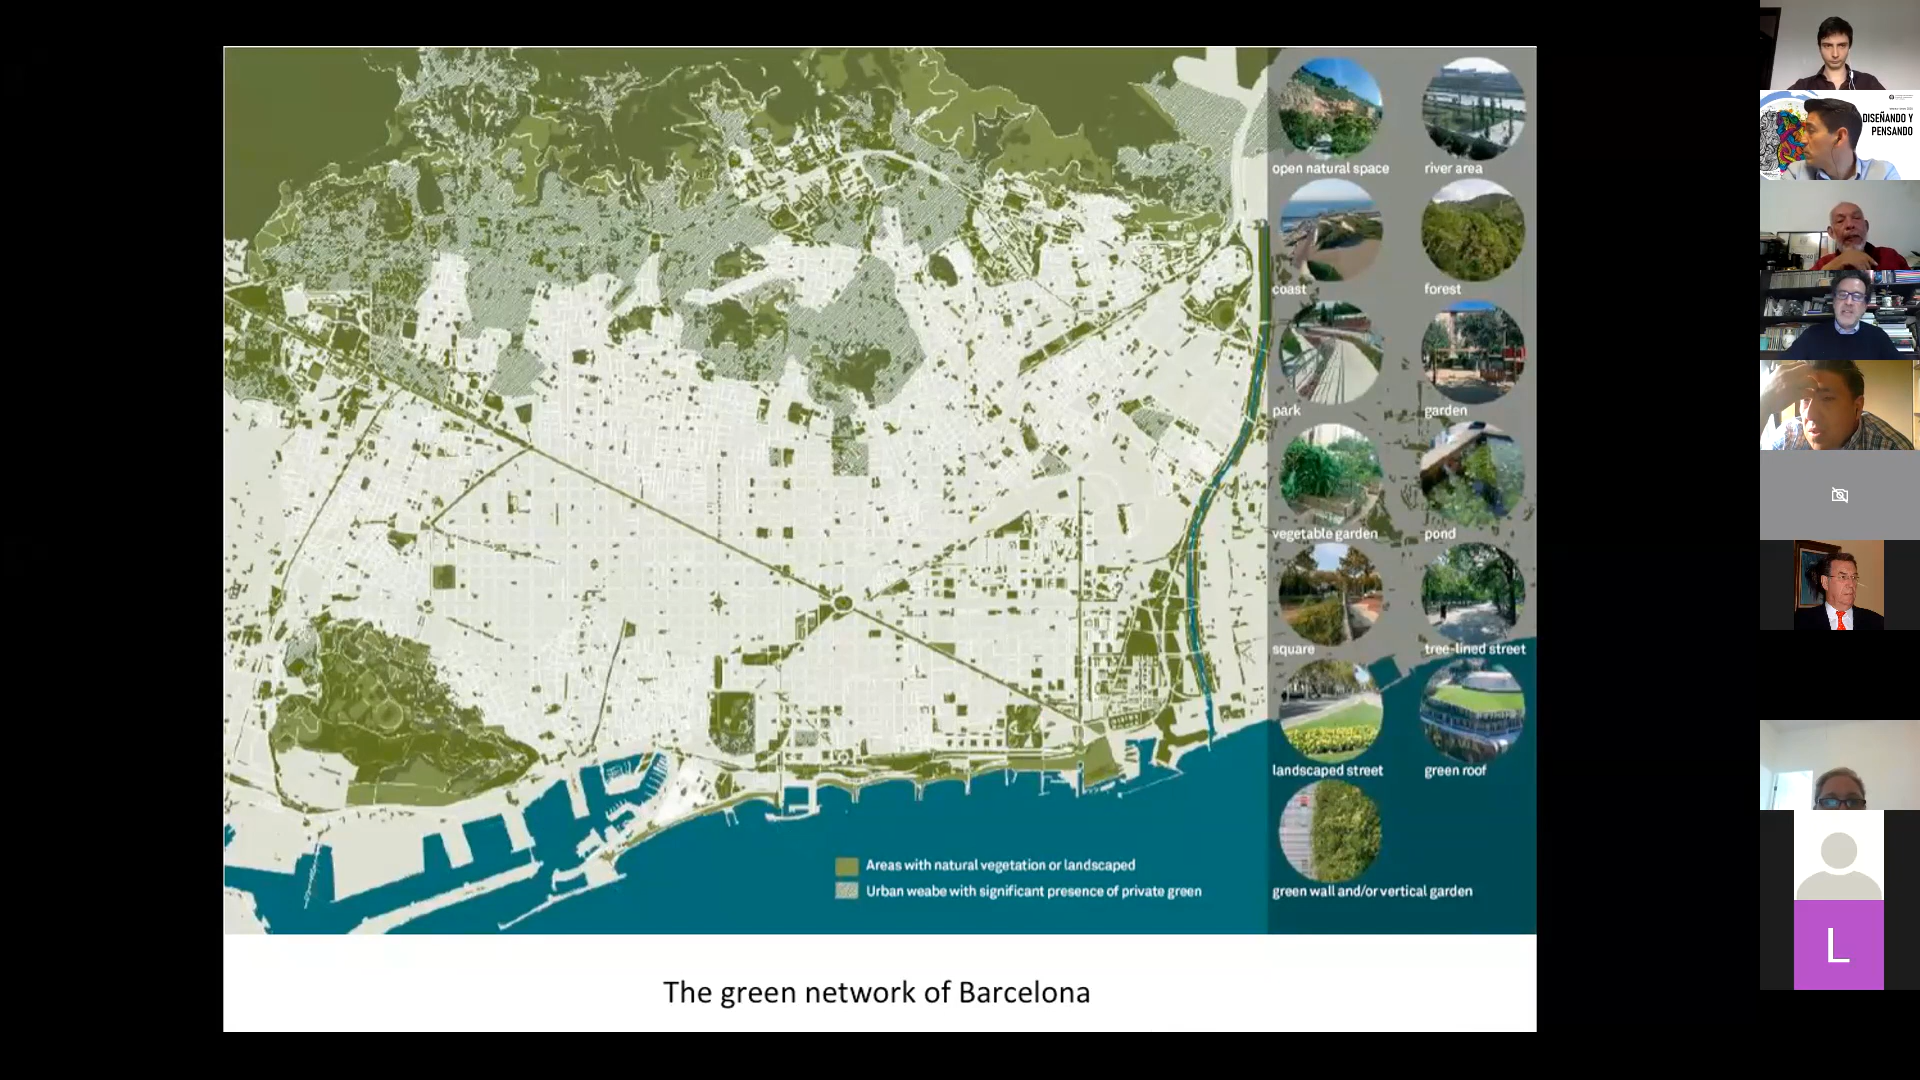 open natural space
river area
coast
forest
park
garden
vegetable garden
pond
square
tree-lined street
landscaped street
green roof
green wall and/or vertical garden
Areas with natural vegetation or landscaped
Urban weabe with significant presence of private green
The green network of Barcelona
DISEÑANDO Y
PENSANDO
L